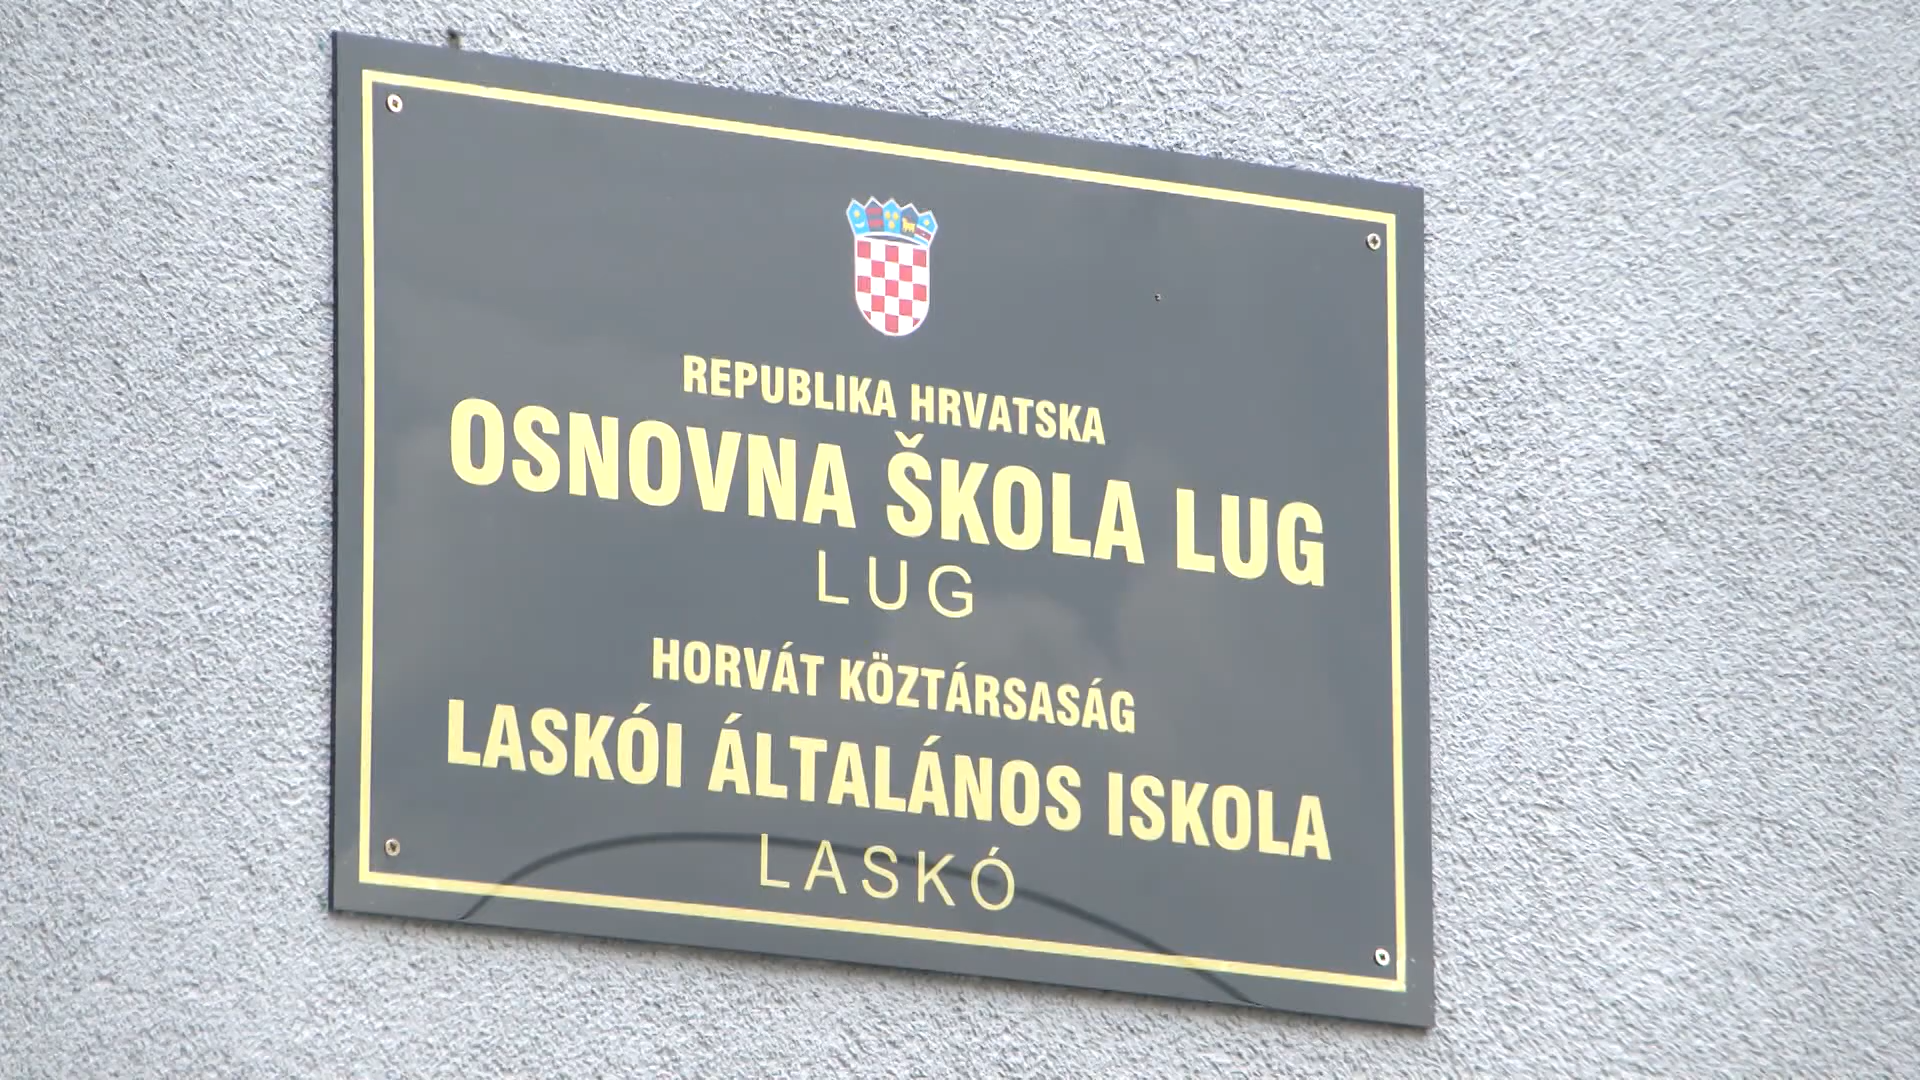 REPUBLIKA HRVATSKA
OSNOVNA ŠKOLA LUG
LUG
HORVÁT KÖZTÁRSASÁG
LASKÓI ÁLTALÁNOS ISKOLA
LASKÓ